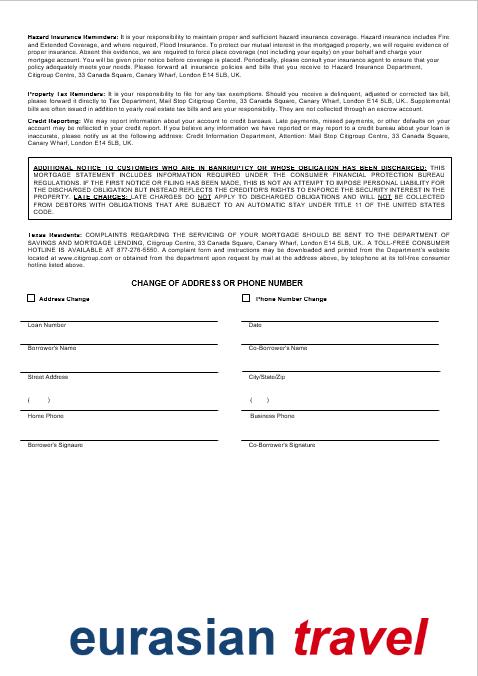 Hazard Insurance Reminders: It is your responsibility to maintain proper and sufficient hazard insurance coverage. Hazard insurance includes Fire
and Extended Coverage, and where required, Flood Insurance. To protect our mutual interest in the mortgaged property, we will require evidence
of proper insurance. Absent this evidence, we are required to force place coverage (not including your equity) on your behalf and charge your
mortgage account. You will be given prior notice before coverage is placed. Periodically, please consult your insurance agent to ensure that your
policy adequately meets your needs. Please forward all insurance policies and bills that you receive to Hazard Insurance Department,
Citigroup Centre, 33 Canada Square, Canary Wharf, London E14 5LB, UK.
Property Tax Reminders: It is your responsibility to file for any tax exemptions. Should you receive a delinquent, adjusted or corrected tax bill,
please forward it directly to Tax Department, Mail Stop Citigroup Centre, 33 Canada Square, Canary Wharf, London E14 5LB, UK.. Supplemental
bills are often issued in addition to yearly real estate tax bills and are your responsibility. They are not collected through an escrow account.
Credit Reporting: We may report information about your account to credit bureaus. Late payments, missed payments, or other defaults on your
account may be reflected in your credit report. If you believe any information we have reported or may report to a credit bureau about your loan is
inaccurate, please notify us at the following address: Credit Information Department, Attention: Mail Stop Citigroup Centre, 33 Canada Square,
Canary Wharf, London E14 5LB, UK.
ADDITIONAL NOTICE TO CUSTOMERS WHO ARE IN BANKRUPTCY OR WHOSE OBLIGATION HAS BEEN DISCHARGED: THIS
MORTGAGE STATEMENT INCLUDES INFORMATION REQUIRED UNDER THE CONSUMER FINANCIAL PROTECTION BUREAU
REGULATIONS. IF THE FIRST NOTICE OR FILING HAS BEEN MADE, THIS IS NOT AN ATTEMPT TO IMPOSE PERSONAL LIABILITY FOR
THE DISCHARGED OBLIGATION BUT INSTEAD REFLECTS THE CREDITOR'S RIGHTS TO ENFORCE THE SECURITY INTEREST IN THE
PROPERTY. LATE CHARGES: LATE CHARGES DO NOT APPLY TO DISCHARGED OBLIGATIONS AND WILL NOT BE COLLECTED
FROM DEBTORS WITH OBLIGATIONS THAT ARE SUBJECT TO AN AUTOMATIC STAY UNDER TITLE 11 OF THE UNITED STATES
CODE.
Texas Residents: COMPLAINTS REGARDING THE SERVICING OF YOUR MORTGAGE SHOULD BE SENT TO THE DEPARTMENT OF
SAVINGS AND MORTGAGE LENDING, Citigroup Centre, 33 Canada Square, Canary Wharf, London E14 5LB, UK. A TOLL-FREE CONSUMER
HOTLINE IS AVAILABLE AT 877-276-5550. A complaint form and instructions may be downloaded and printed from the Department's website
located at www.citigroup.com or obtained from the department upon request by mail at the address above, by telephone at its toll-free consumer
hotline listed above.
CHANGE OF ADDRESS OR PHONE NUMBER
Address Change Phone Number Change
Loan Number Date
Borrower's Name Co-Borrower's Name
Street Address City/State/Zip
( ) ( )
Home Phone Business Phone
Borrower's Signaure Co-Borrower's Signature
eurasian travel